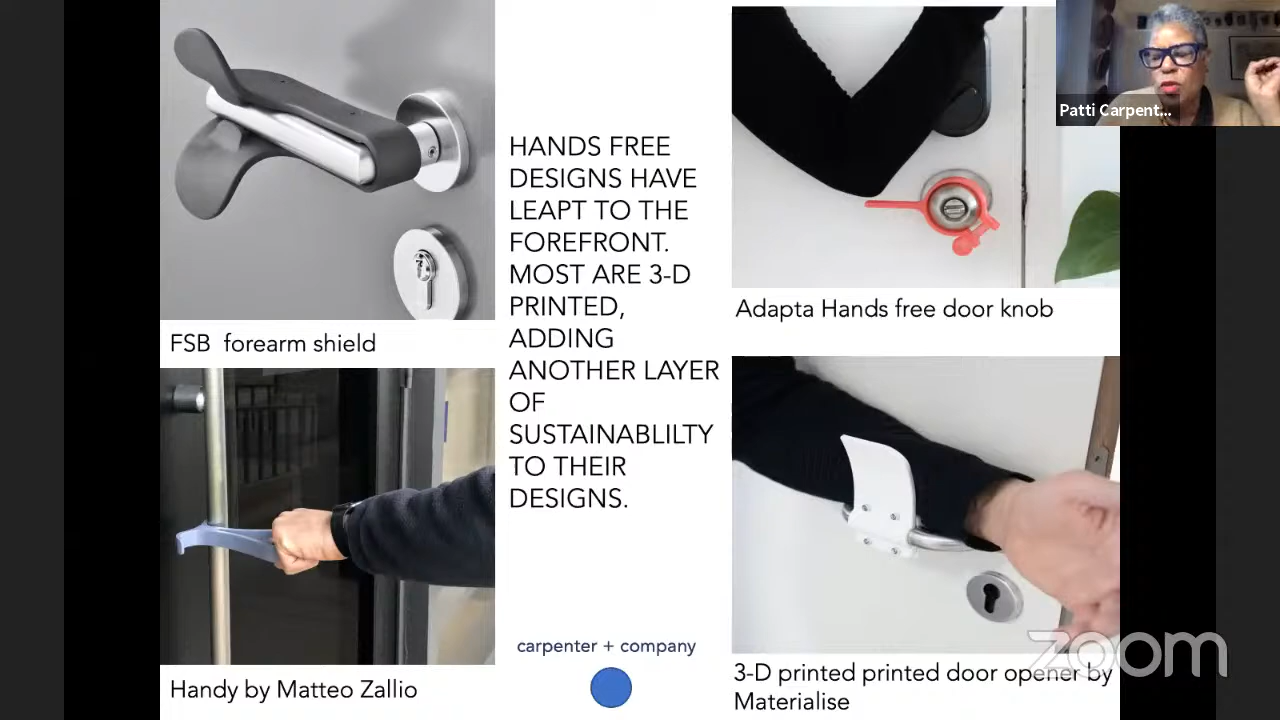 FSB forearm shield
Handy by Matteo Zallio
HANDS FREE
DESIGNS HAVE
LEAPT TO THE
FOREFRONT.
MOST ARE 3-D
PRINTED,
ADDING
ANOTHER LAYER
OF
SUSTAINABLILTY
TO THEIR
DESIGNS.
carpenter + company
Adapta Hands free door knob
3-D printed printed door opener by
Materialise
Patti Carpent...
zoom